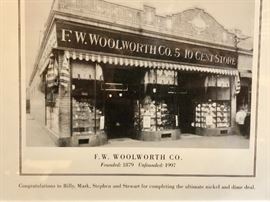 F.W. WOOLWORTH CO. 5 & 10 CENT STORE
F.W. WOOLWORTH CO.
Founded: 1879 Unfounded: 1997
Congratulations to Billy, Mark, Stephen and Stewart for completing the ultimate nickel and dime deal.